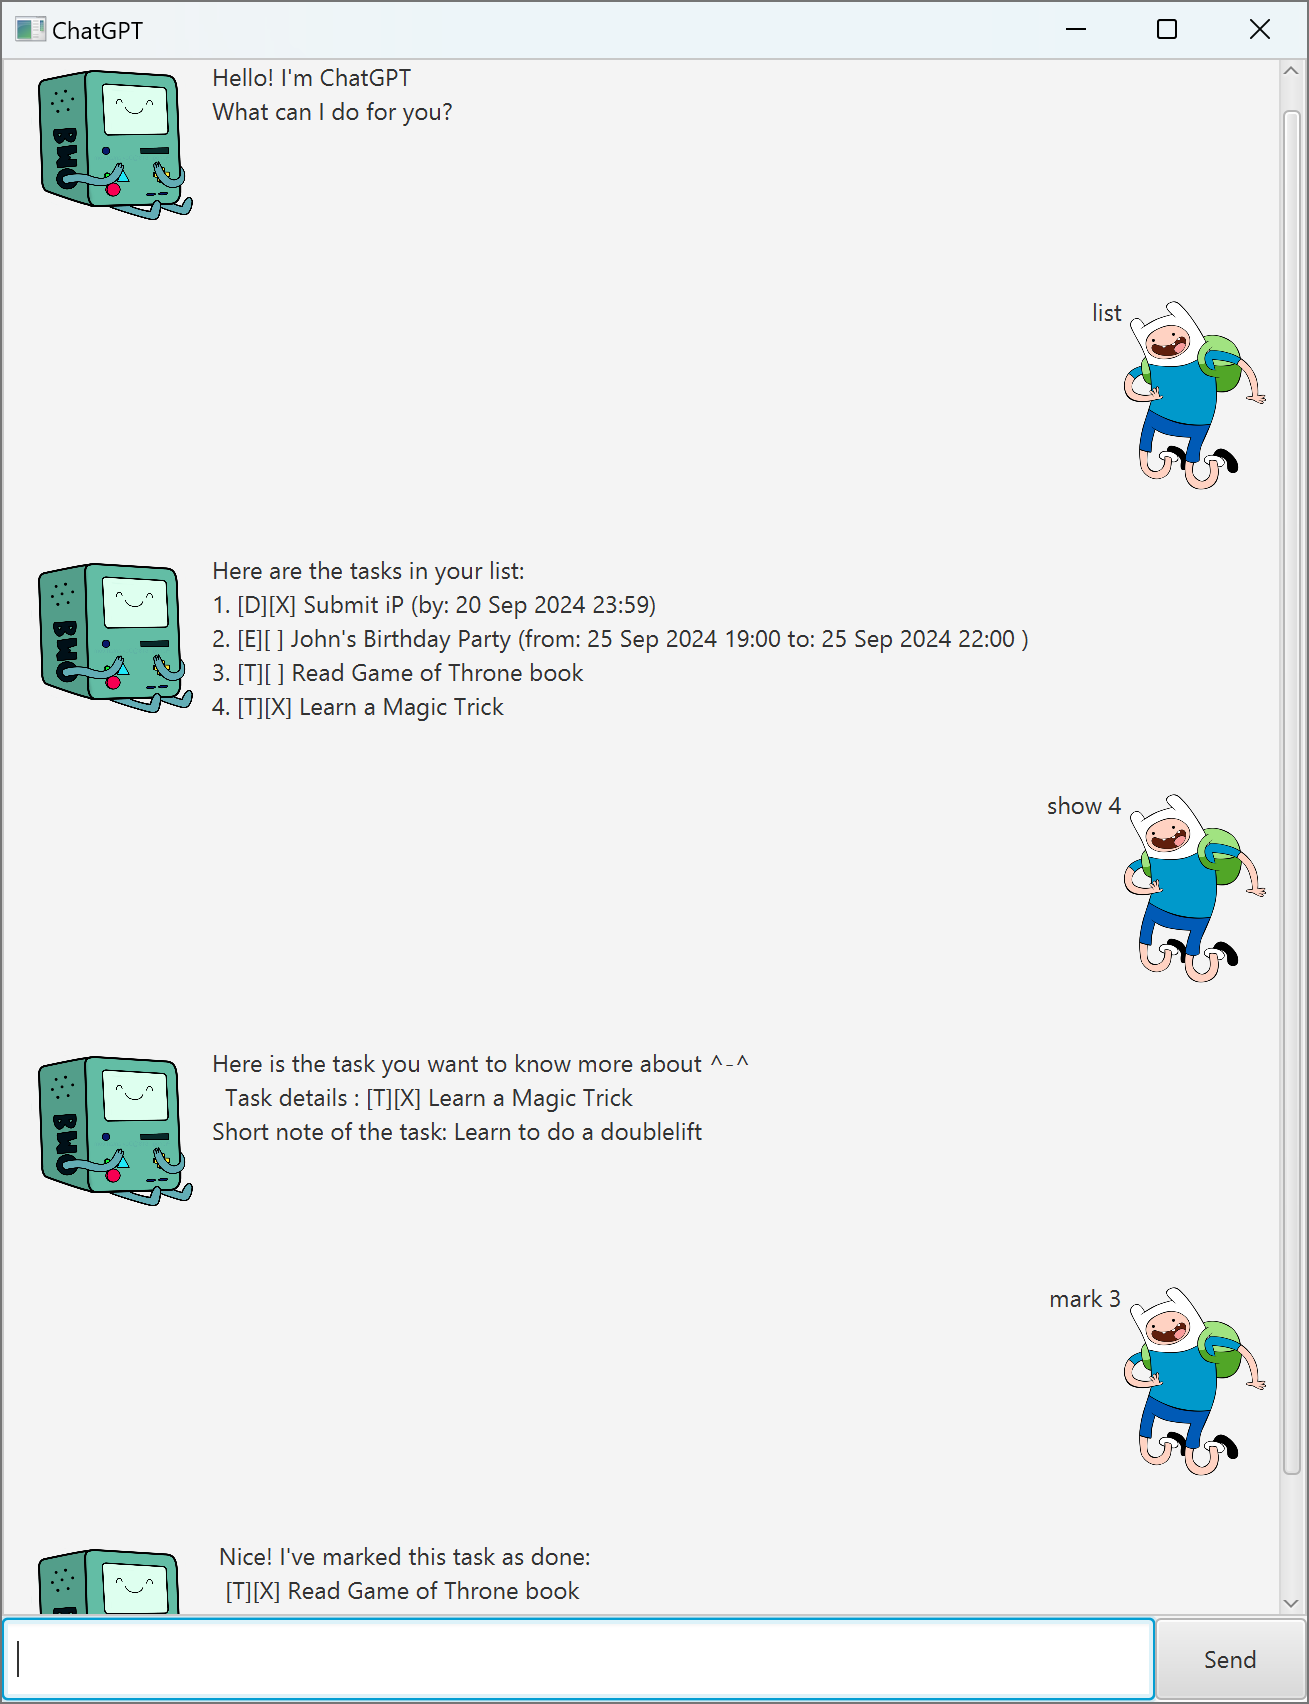 ChatGPT
Hello! I'm ChatGPT
What can I do for you?
BMO
list
Here are the tasks in your list:
1. [D][X] Submit iP (by: 20 Sep 2024 23:59)
2. [E][ ] John's Birthday Party (from: 25 Sep 2024 19:00 to: 25 Sep 2024 22:00 )
3. [T][ ] Read Game of Throne book
4. [T][X] Learn a Magic Trick
BMO
show 4
Here is the task you want to know more about ^-^
Task details : [T][X] Learn a Magic Trick
Short note of the task: Learn to do a doublelift
BMO
mark 3
Nice! I've marked this task as done:
[T][X] Read Game of Throne book
Send